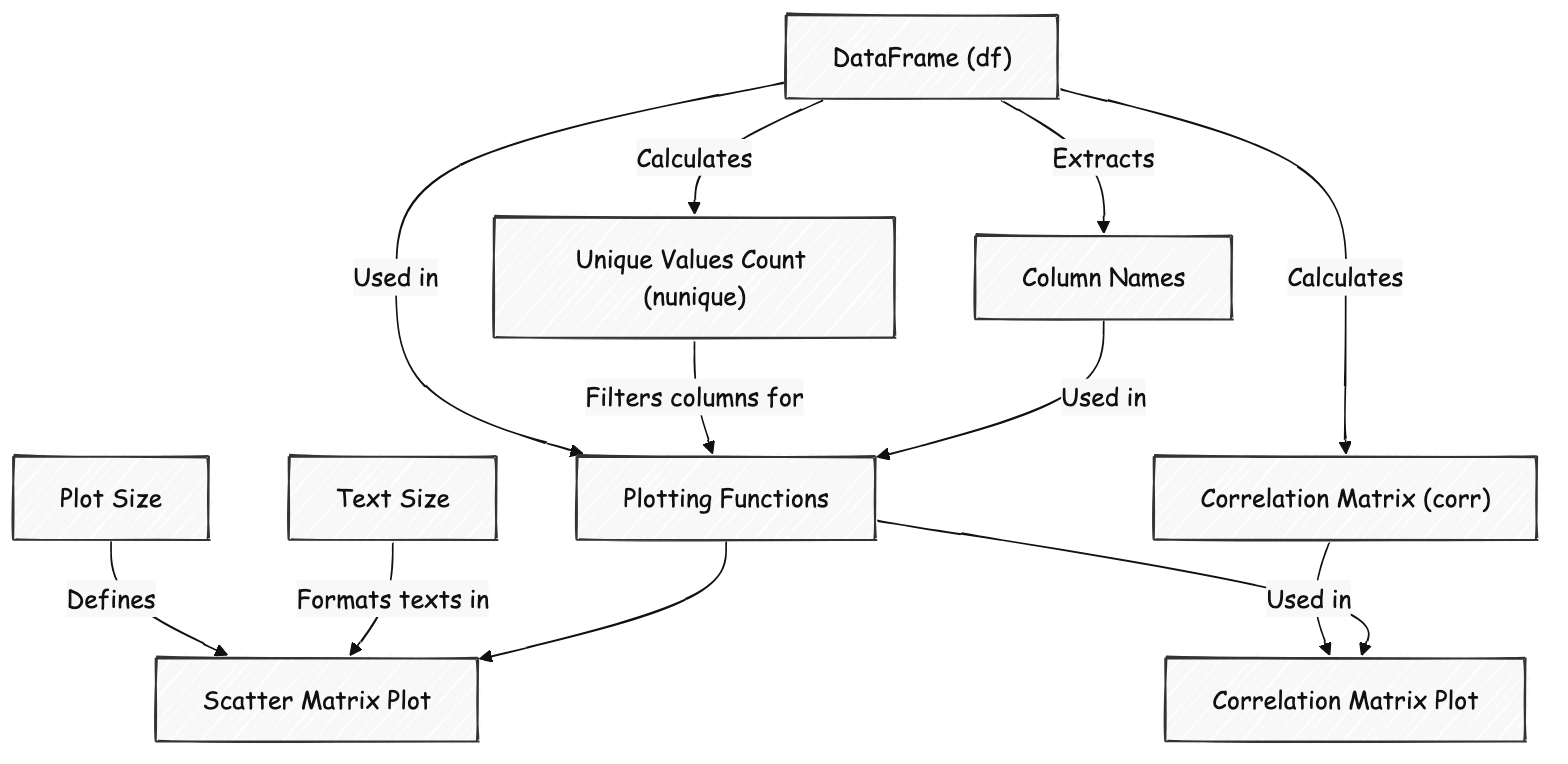 DataFrame (df)
Calculates
Extracts
Unique Values Count
(nunique)
Column Names
Used in
Calculates
Filters columns for
Used in
Plot Size
Text Size
Plotting Functions
Correlation Matrix (corr)
Defines
Formats texts in
Used in
Scatter Matrix Plot
Correlation Matrix Plot